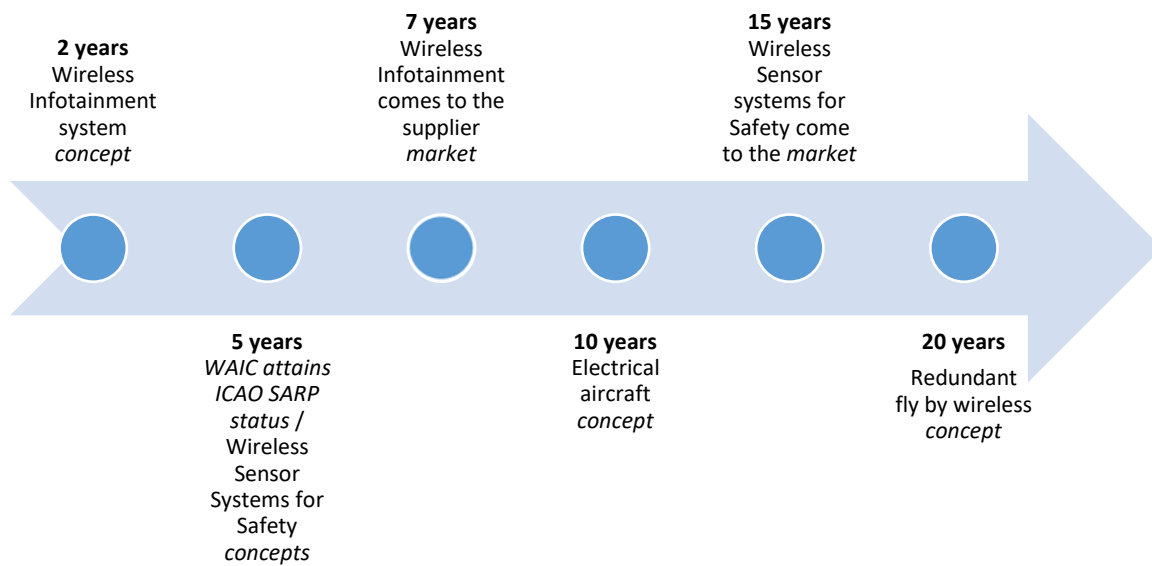 2 years
Wireless
Infotainment
system
concept
5 years
WAIC attains
ICAO SARP
status /
Wireless
Sensor
Systems for
Safety
concepts
7 years
Wireless
Infotainment
comes to the
supplier
market
10 years
Electrical
aircraft
concept
15 years
Wireless
Sensor
systems for
Safety come
to the market
20 years
Redundant
fly by wireless
concept